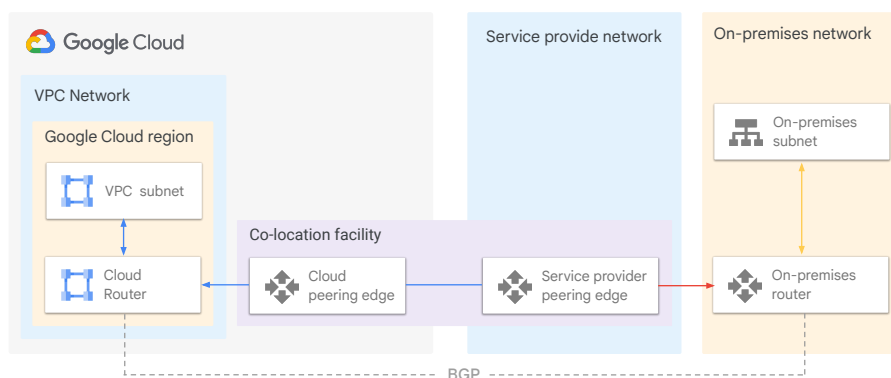 Google Cloud
Service provide network
On-premises network
VPC Network
Google Cloud region
On-premises
subnet
VPC subnet
Co-location facility
Cloud
Router
Cloud
peering edge
Service provider
peering edge
On-premises
router
BGP